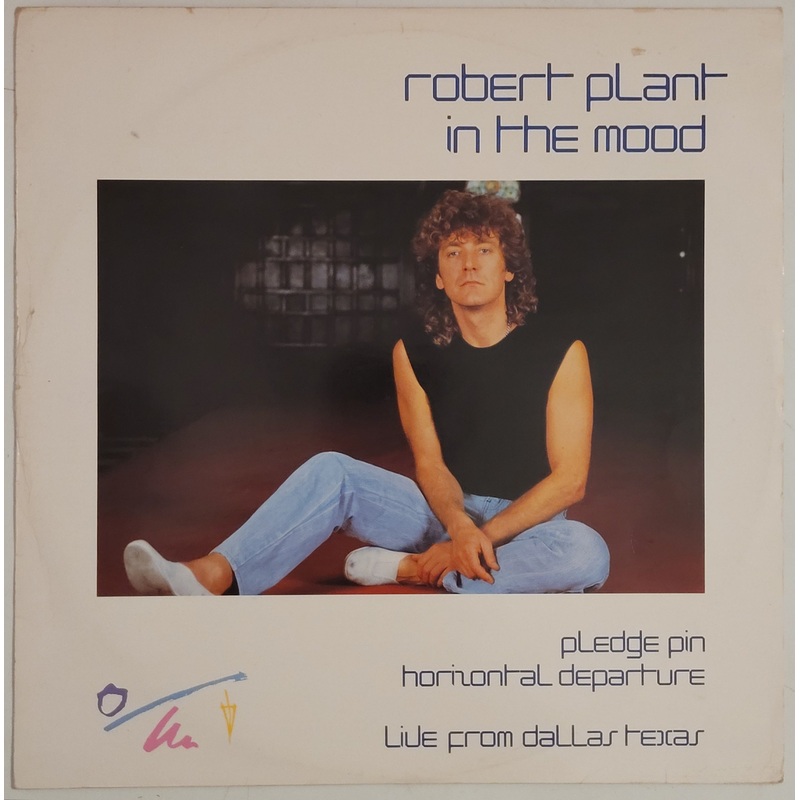 robert plant
in the mood
pledge pin
horizontal departure
Live from dallas texas